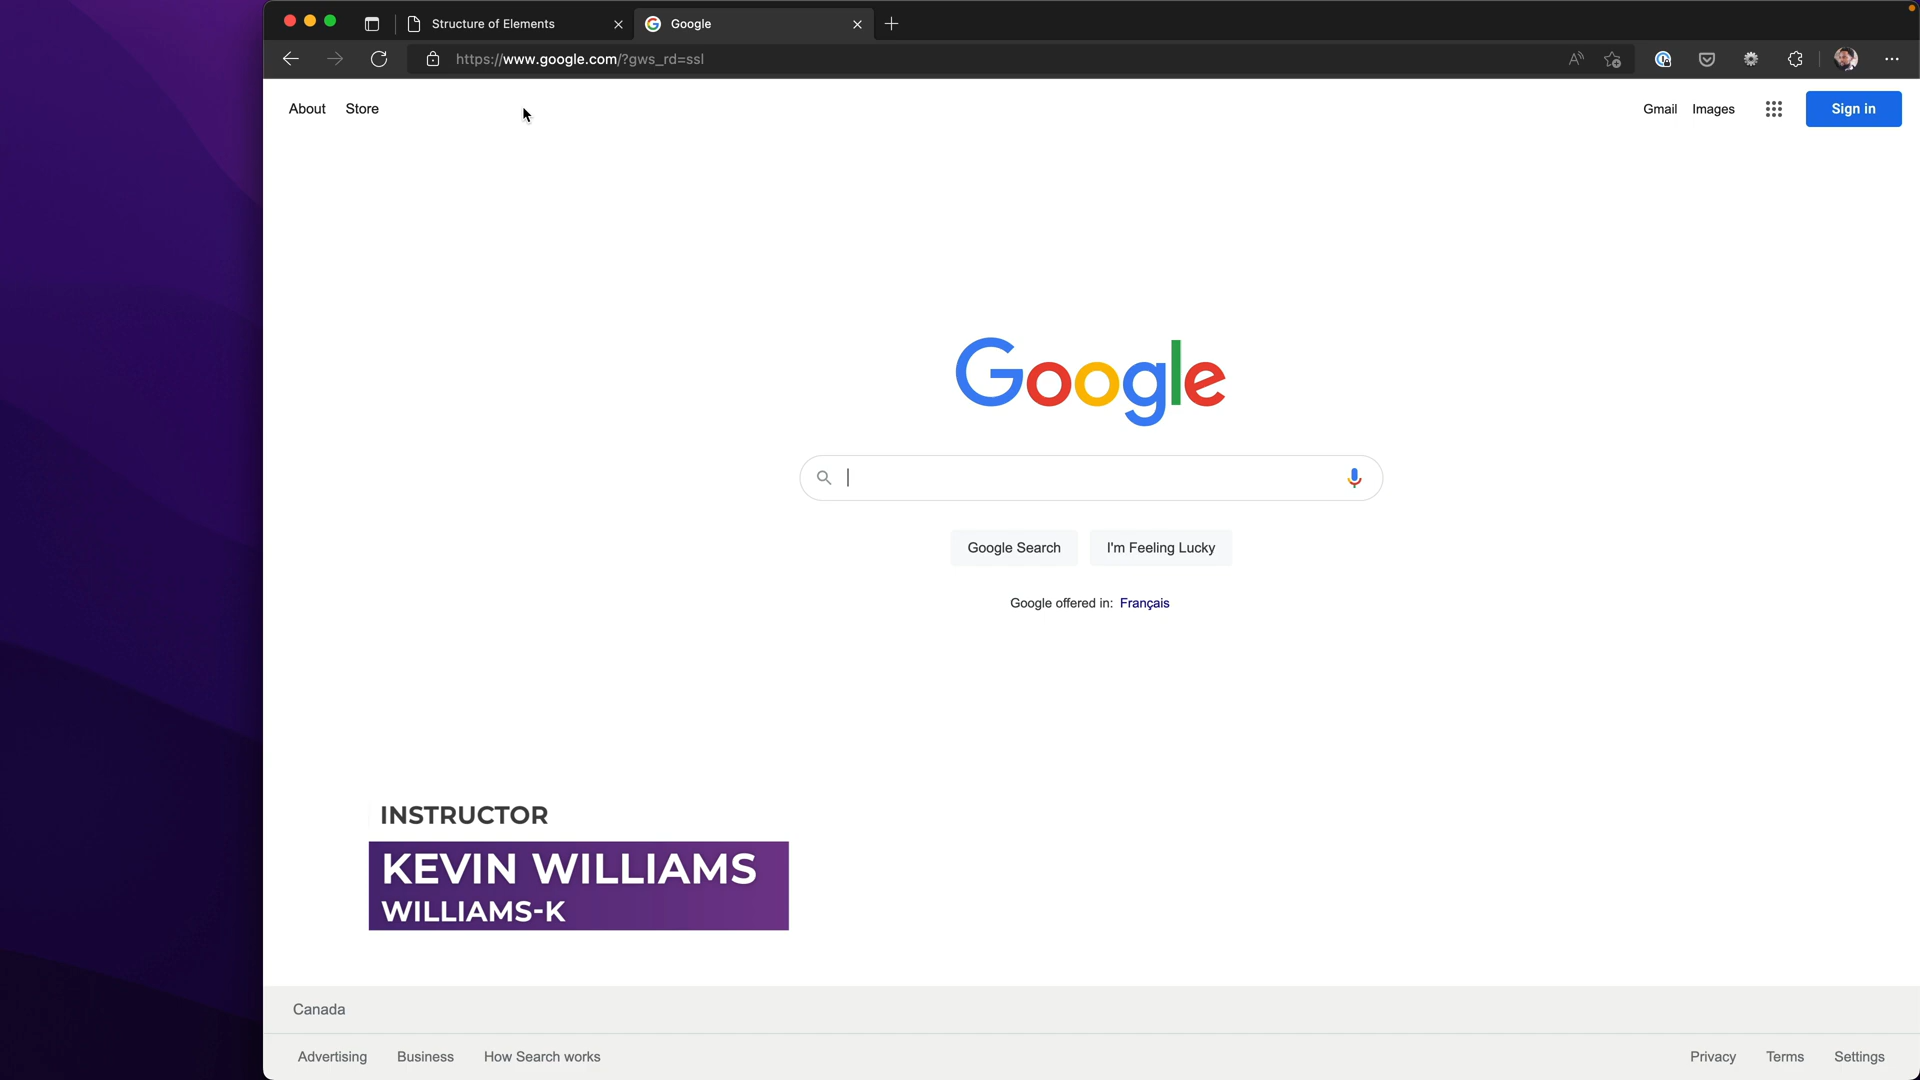 Structure of Elements
Google
https://www.google.com/?gws_rd=ssl
About Store
Gmail Images
Sign in
Google
Google Search
I'm Feeling Lucky
Google offered in: Français
INSTRUCTOR
KEVIN WILLIAMS
WILLIAMS-K
Canada
Advertising Business How Search works
Privacy Terms Settings